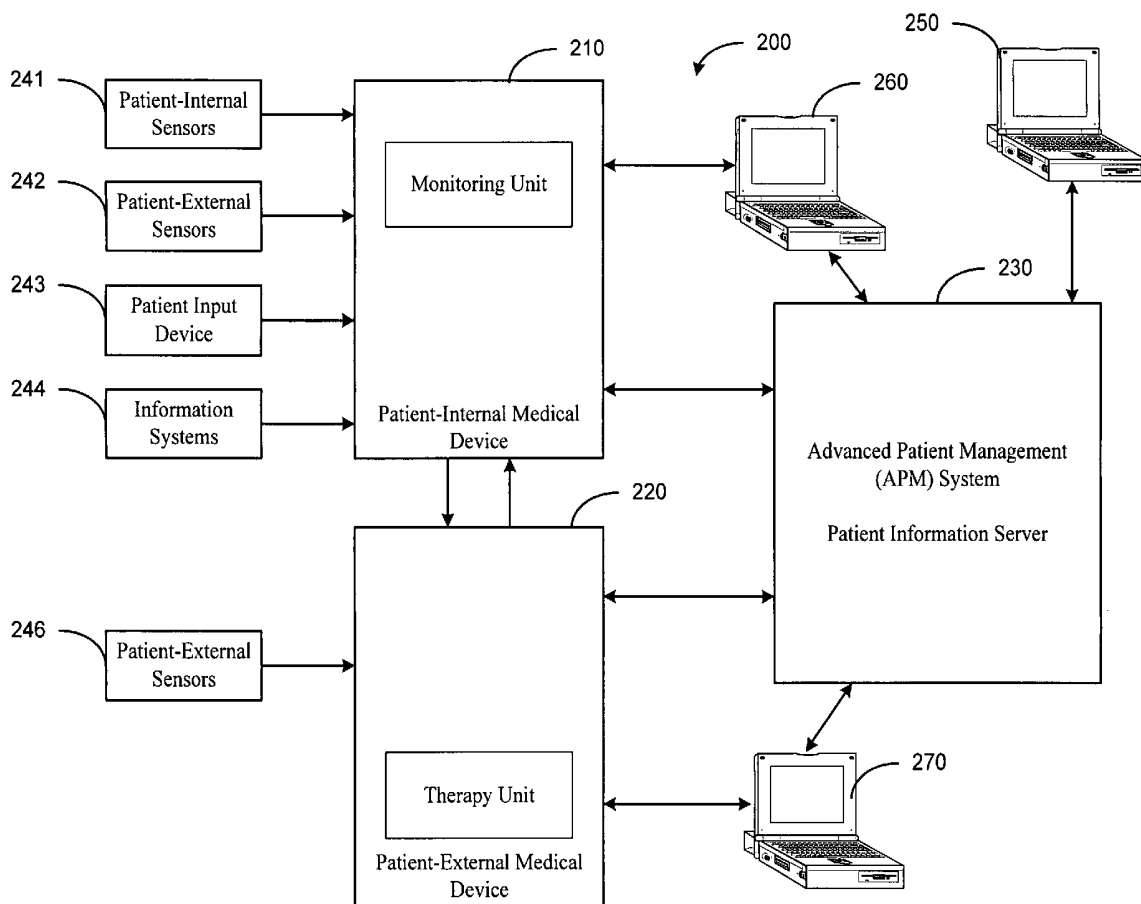 200
210
250
260
241
Patient-Internal
Sensors
242
Patient-External
Sensors
Monitoring Unit
243
Patient Input
Device
230
244
Information
Systems
Patient-Internal Medical
Device
Advanced Patient Management
(APM) System
Patient Information Server
220
246
Patient-External
Sensors
Therapy Unit
Patient-External Medical
Device
270